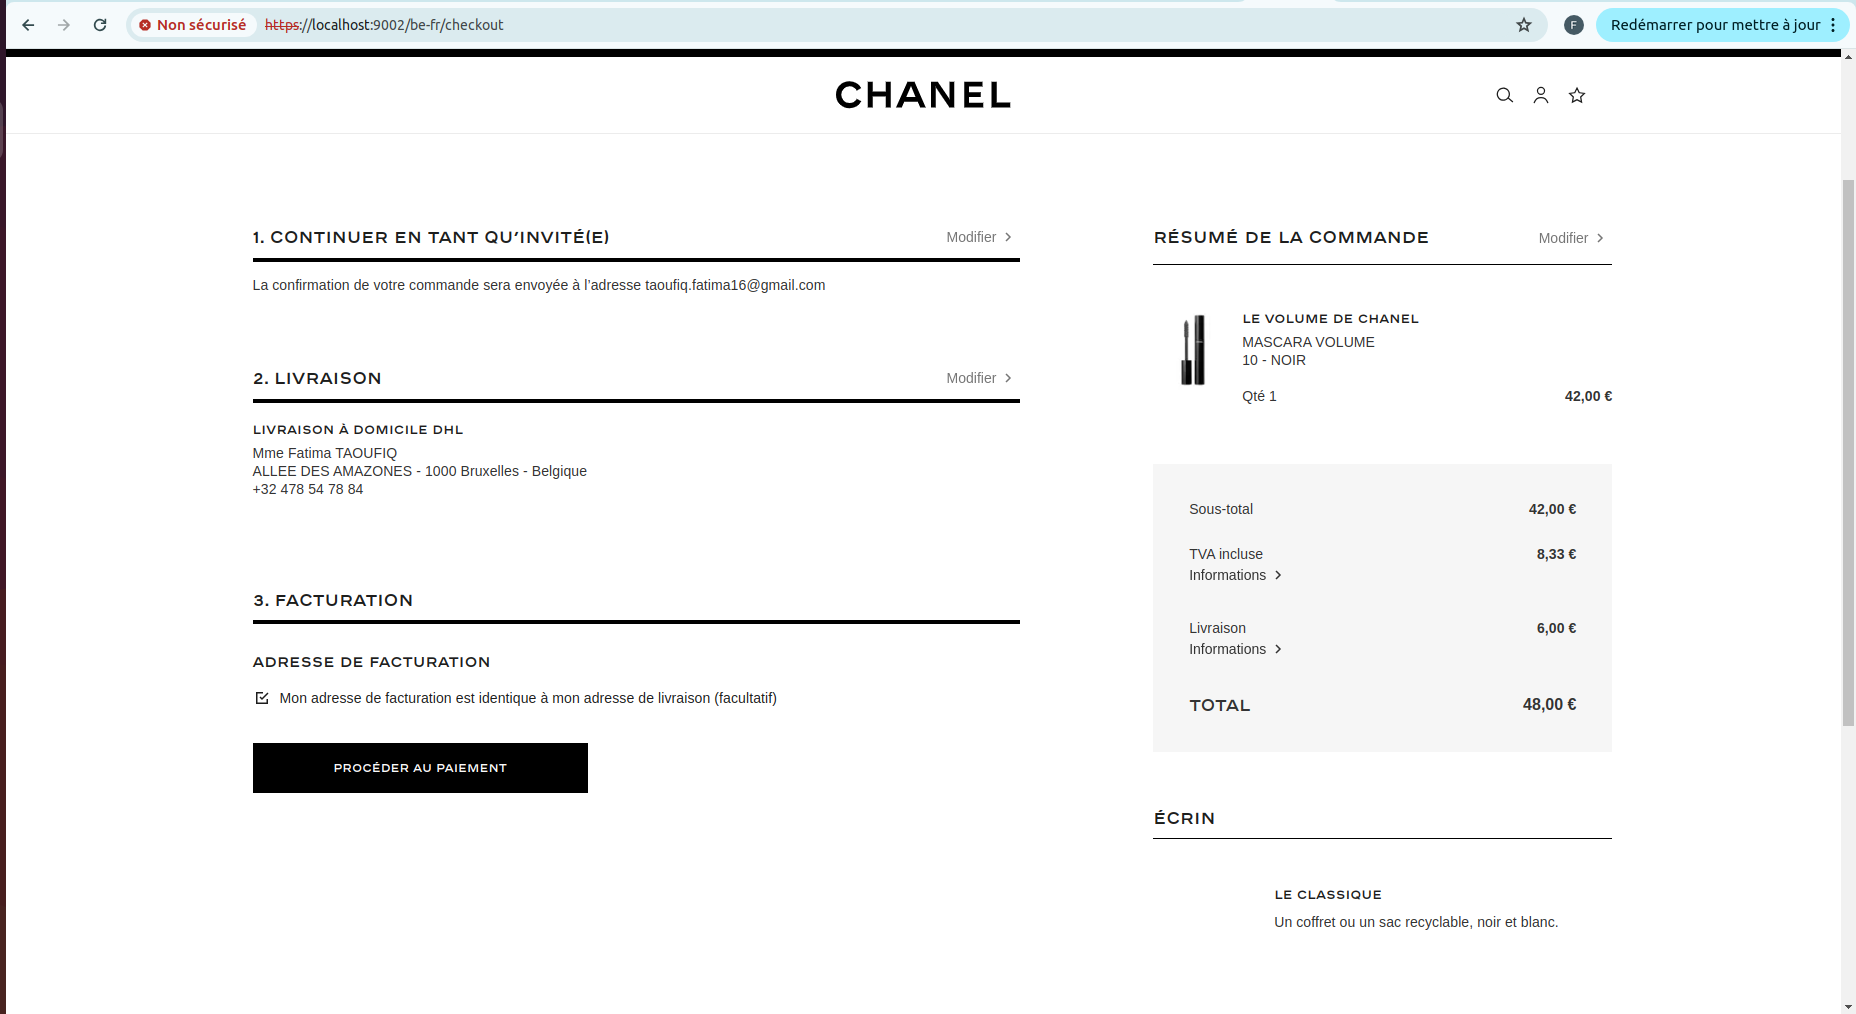 Non sécurisé
https://localhost:9002/be-fr/checkout
F
Redémarrer pour mettre à jour
CHANEL
1. CONTINUER EN TANT QU'INVITÉ(E)
Modifier
La confirmation de votre commande sera envoyée à l'adresse taoufiq.fatima16@gmail.com
2. LIVRAISON
Modifier
LIVRAISON À DOMICILE DHL
Mme Fatima TAOUFIQ
ALLEE DES AMAZONES - 1000 Bruxelles - Belgique
+32 478 54 78 84
3. FACTURATION
ADRESSE DE FACTURATION
Mon adresse de facturation est identique à mon adresse de livraison (facultatif)
PROCÉDER AU PAIEMENT
RÉSUMÉ DE LA COMMANDE
Modifier
LE VOLUME DE CHANEL
MASCARA VOLUME
10 - NOIR
Qté 1
42,00 €
Sous-total
42,00 €
TVA incluse
8,33 €
Informations
Livraison
6,00 €
Informations
TOTAL
48,00 €
ÉCRIN
LE CLASSIQUE
Un coffret ou un sac recyclable, noir et blanc.